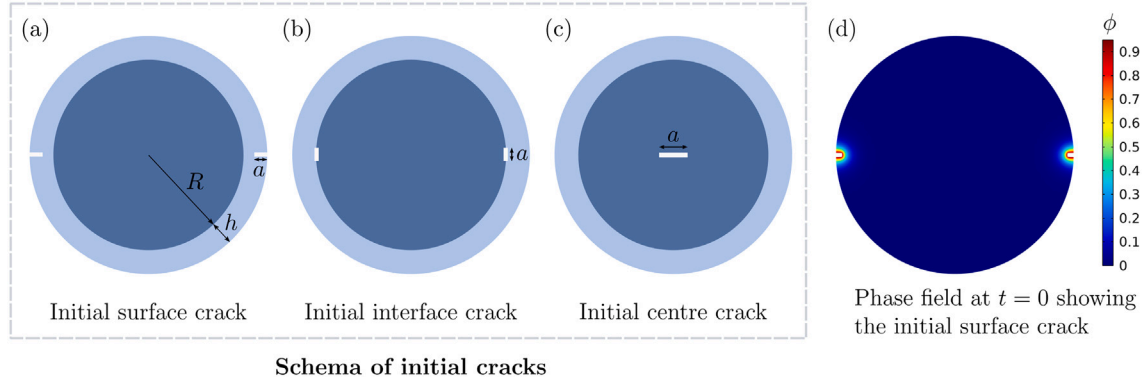 (a)
(b)
(c)
(d)
R
h
a
a
a
ϕ
0.9
0.8
0.7
0.6
0.5
0.4
0.3
0.2
0.1
0
Initial surface crack
Initial interface crack
Initial centre crack
Phase field at t = 0 showing
the initial surface crack
Schema of initial cracks